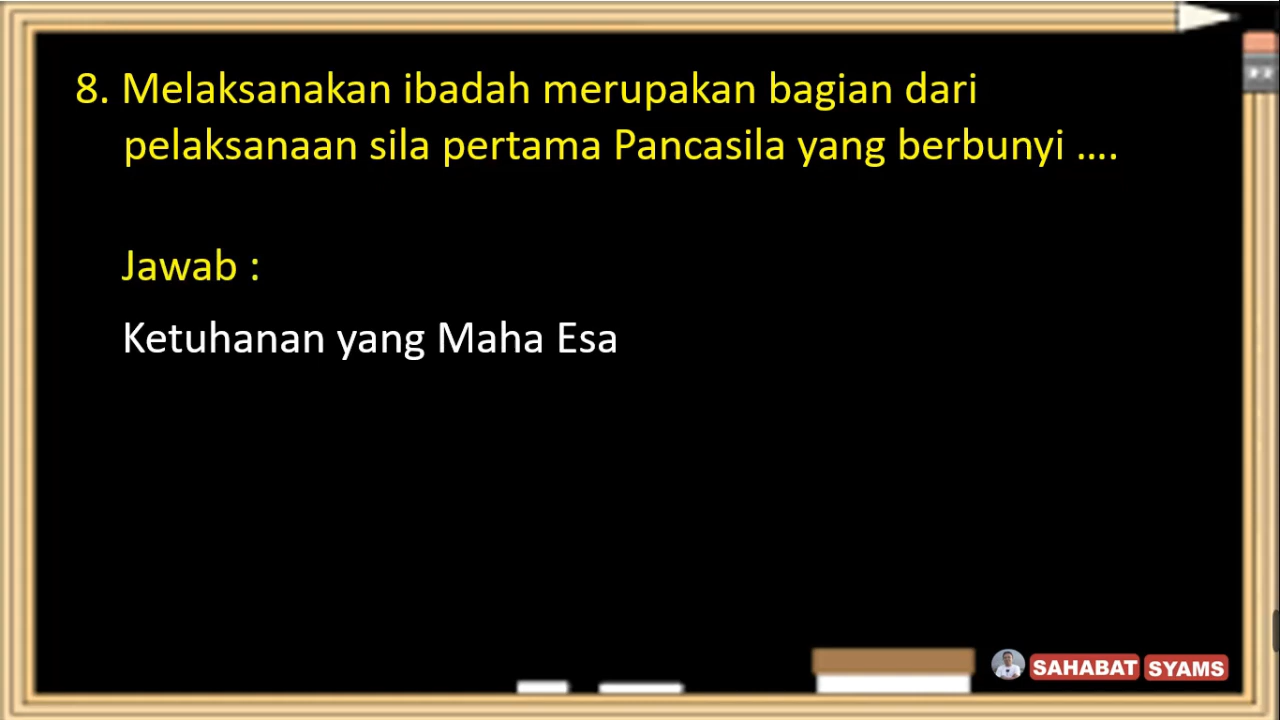 8. Melaksanakan ibadah merupakan bagian dari
pelaksanaan sila pertama Pancasila yang berbunyi ....
Jawab :
Ketuhanan yang Maha Esa
SAHABAT SYAMS